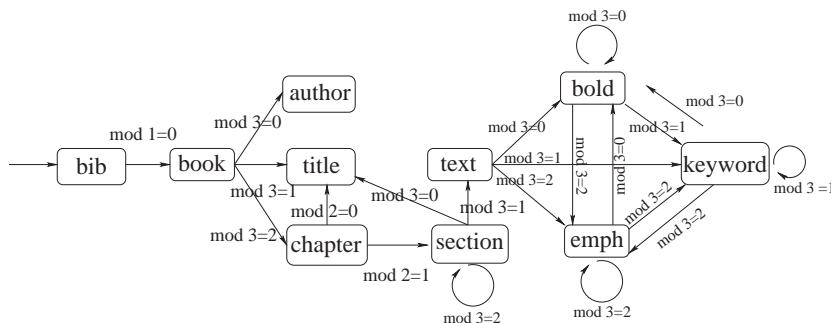 mod 3=0
bold
author
mod 3=0
mod 1=0
mod 3=0
mod 3=0
mod 3=1
bib
book
title
text
mod 3=1
keyword
mod 3=1
mod 3=0
mod 3=2
mod 3=2
mod 3=0
mod 3=1
mod 2=0
mod 3=1
mod 3=2
mod 3=2
mod 3=2
chapter
section
emph
mod 2=1
mod 3=2
mod 3=2